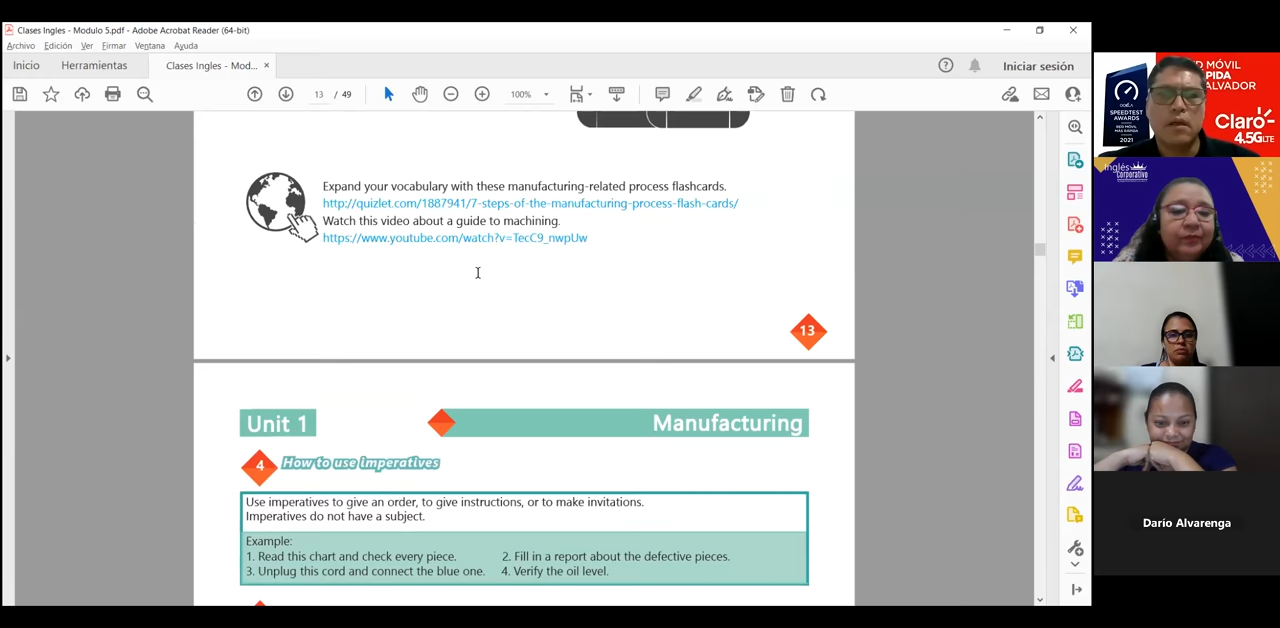 Clases Ingles - Modulo 5.pdf - Adobe Acrobat Reader (64-bit)
Archivo Edición Ver Firmar Ventana Ayuda
Inicio Herramientas Clases Ingles - Mod... × Iniciar sesión
13 / 49 100%
Expand your vocabulary with these manufacturing-related process flashcards.
http://quizlet.com/1887941/7-steps-of-the-manufacturing-process-flash-cards/
Watch this video about a guide to machining.
https://www.youtube.com/watch?v=TecC9_nwpUw
13
Unit 1 Manufacturing
4 How to use imperatives
Use imperatives to give an order, to give instructions, or to make invitations.
Imperatives do not have a subject.
Example:
1. Read this chart and check every piece. 2. Fill in a report about the defective pieces.
3. Unplug this cord and connect the blue one. 4. Verify the oil level.
MÓVIL
PIDA
ALVADOR
SPEDTEST
AWARDS
2021
Claro
4.5G LTE
Inglés
Corporativo
Darío Alvarenga